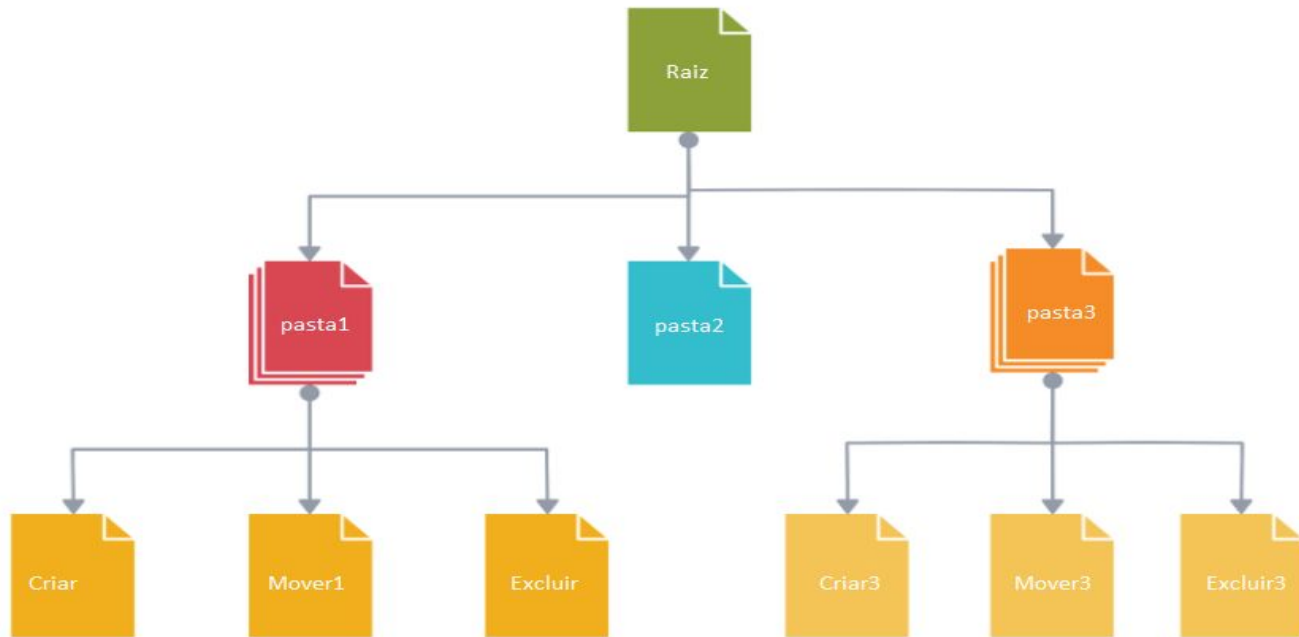 Raiz
pasta1
pasta2
pasta3
Criar
Mover1
Excluir
Criar3
Mover3
Excluir3